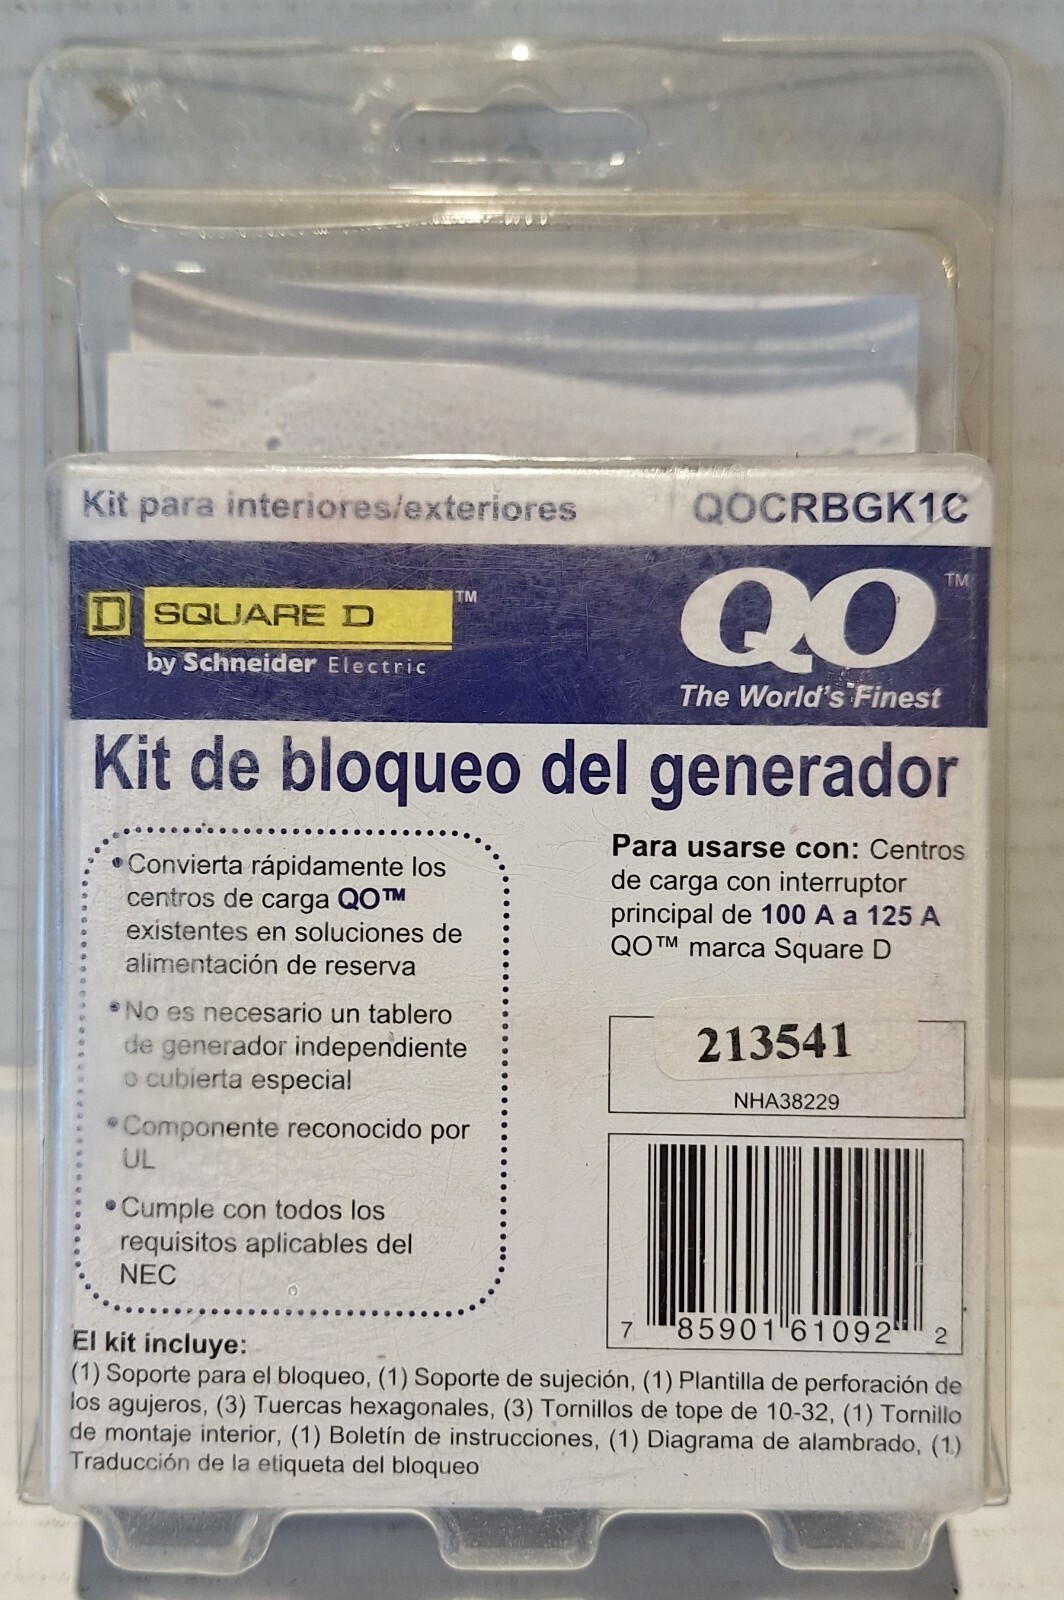 Kit para interiores/exteriores QOCRBGK1C
D SQUARE D ™
by Schneider Electric
QO ™
The World's Finest
Kit de bloqueo del generador
• Convierta rápidamente los
centros de carga QO™
existentes en soluciones de
alimentación de reserva
• No es necesario un tablero
de generador independiente
o cubierta especial
• Componente reconocido por
UL
• Cumple con todos los
requisitos aplicables del
NEC
Para usarse con: Centros
de carga con interruptor
principal de 100 A a 125 A
QO™ marca Square D
213541
NHA38229
7 85901 61092 2
El kit incluye:
(1) Soporte para el bloqueo, (1) Soporte de sujeción, (1) Plantilla de perforación de
los agujeros, (3) Tuercas hexagonales, (3) Tornillos de tope de 10-32, (1) Tornillo
de montaje interior, (1) Boletín de instrucciones, (1) Diagrama de alambrado, (1)
Traducción de la etiqueta del bloqueo